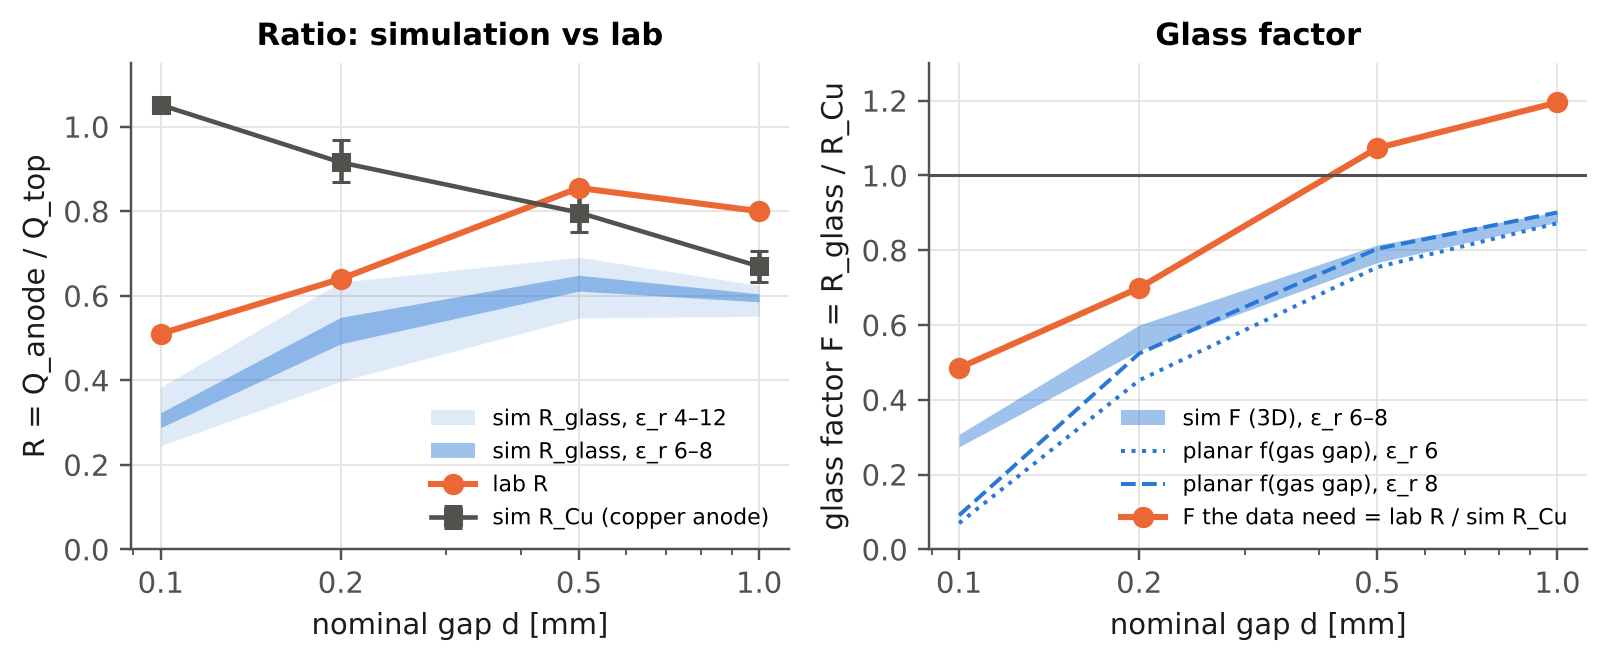 Ratio: simulation vs lab
R = Q_anode / Q_top
1.0
0.8
0.6
0.4
0.2
0.0
sim R_glass, ε_r 4–12
sim R_glass, ε_r 6–8
lab R
sim R_Cu (copper anode)
0.1
0.2
0.5
1.0
nominal gap d [mm]
Glass factor
glass factor F = R_glass / R_Cu
1.2
1.0
0.8
0.6
0.4
0.2
0.0
sim F (3D), ε_r 6–8
planar f(gas gap), ε_r 6
planar f(gas gap), ε_r 8
F the data need = lab R / sim R_Cu
0.1
0.2
0.5
1.0
nominal gap d [mm]